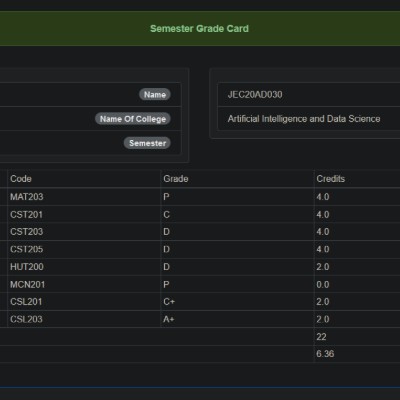 Semester Grade Card
Name
JEC20AD030
Name Of College
Artificial Intelligence and Data Science
Semester
Code Grade Credits
MAT203 P 4.0
CST201 C 4.0
CST203 D 4.0
CST205 D 4.0
HUT200 D 2.0
MCN201 P 0.0
CSL201 C+ 2.0
CSL203 A+ 2.0
22
6.36